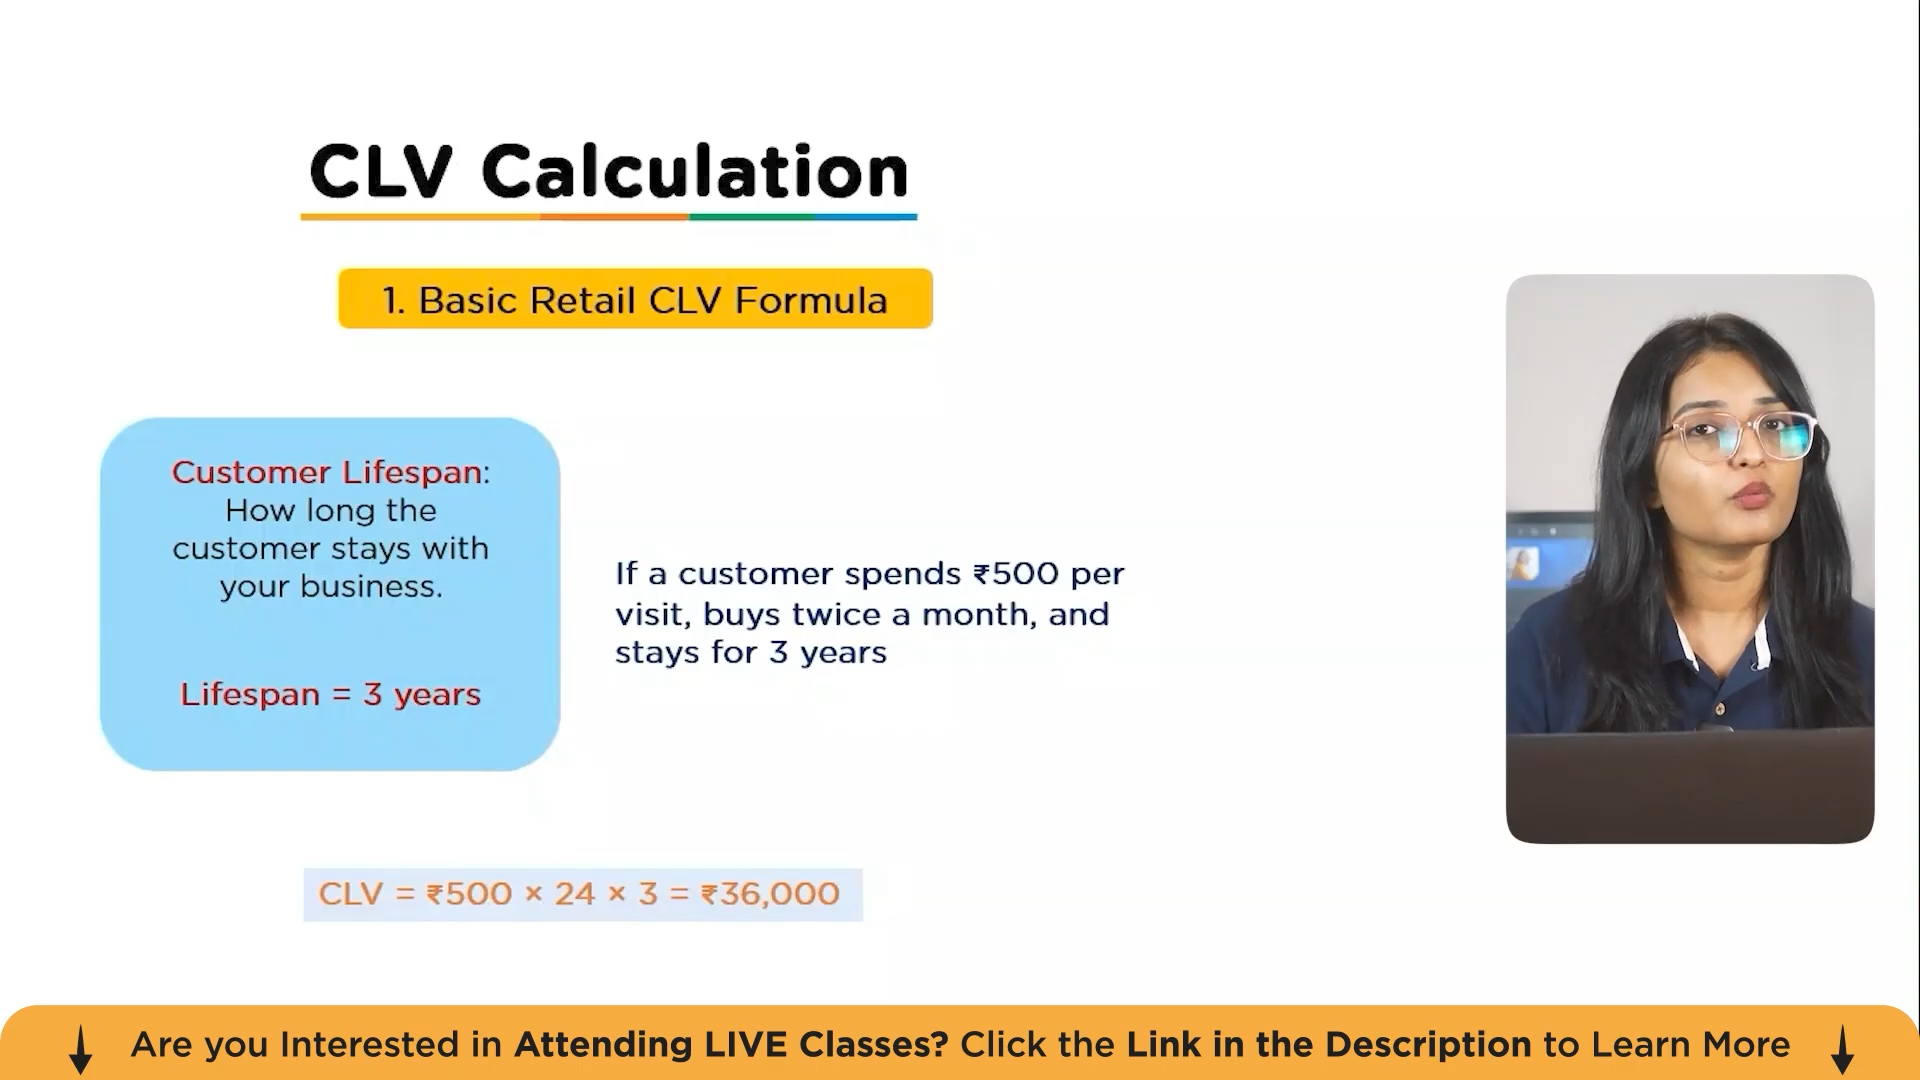 CLV Calculation
1. Basic Retail CLV Formula
Customer Lifespan:
How long the
customer stays with
your business.
Lifespan = 3 years
If a customer spends ₹500 per
visit, buys twice a month, and
stays for 3 years
CLV = ₹500 × 24 × 3 = ₹36,000
Are you Interested in Attending LIVE Classes? Click the Link in the Description to Learn More